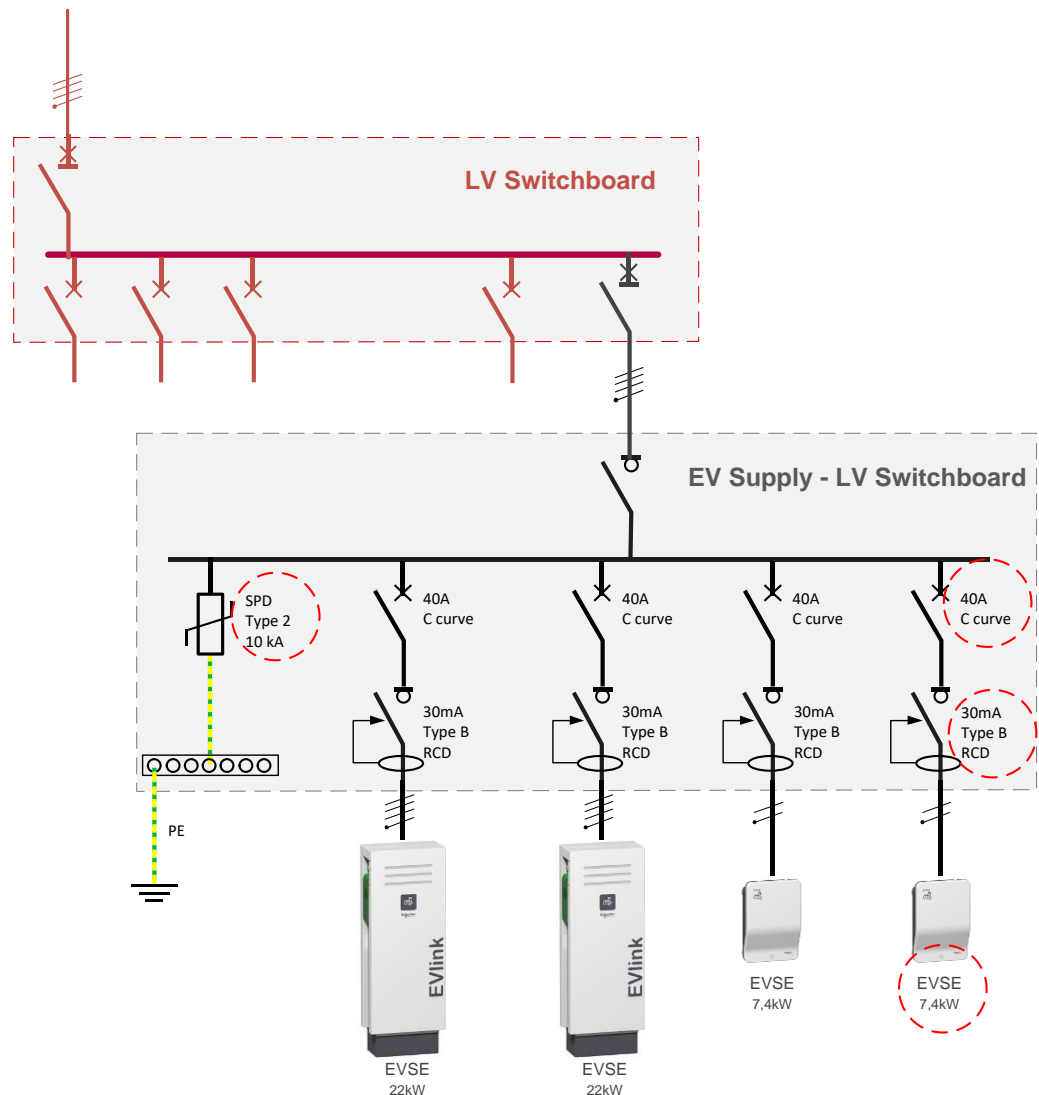 LV Switchboard
EV Supply - LV Switchboard
SPD
Type 2
10 kA
40A
C curve
40A
C curve
40A
C curve
40A
C curve
30mA
Type B
RCD
30mA
Type B
RCD
30mA
Type B
RCD
30mA
Type B
RCD
PE
EVlink
EVlink
EVSE
22kW
EVSE
22kW
EVSE
7,4kW
EVSE
7,4kW